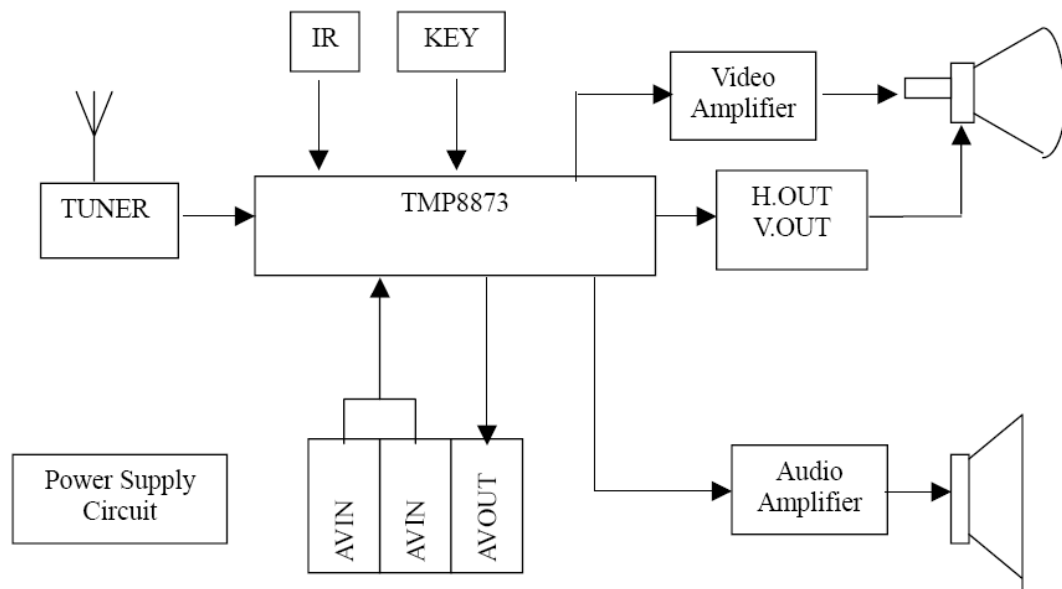 IR
KEY
Video
Amplifier
TUNER
TMP8873
H.OUT
V.OUT
Power Supply
Circuit
AVIN
AVIN
AVOUT
Audio
Amplifier